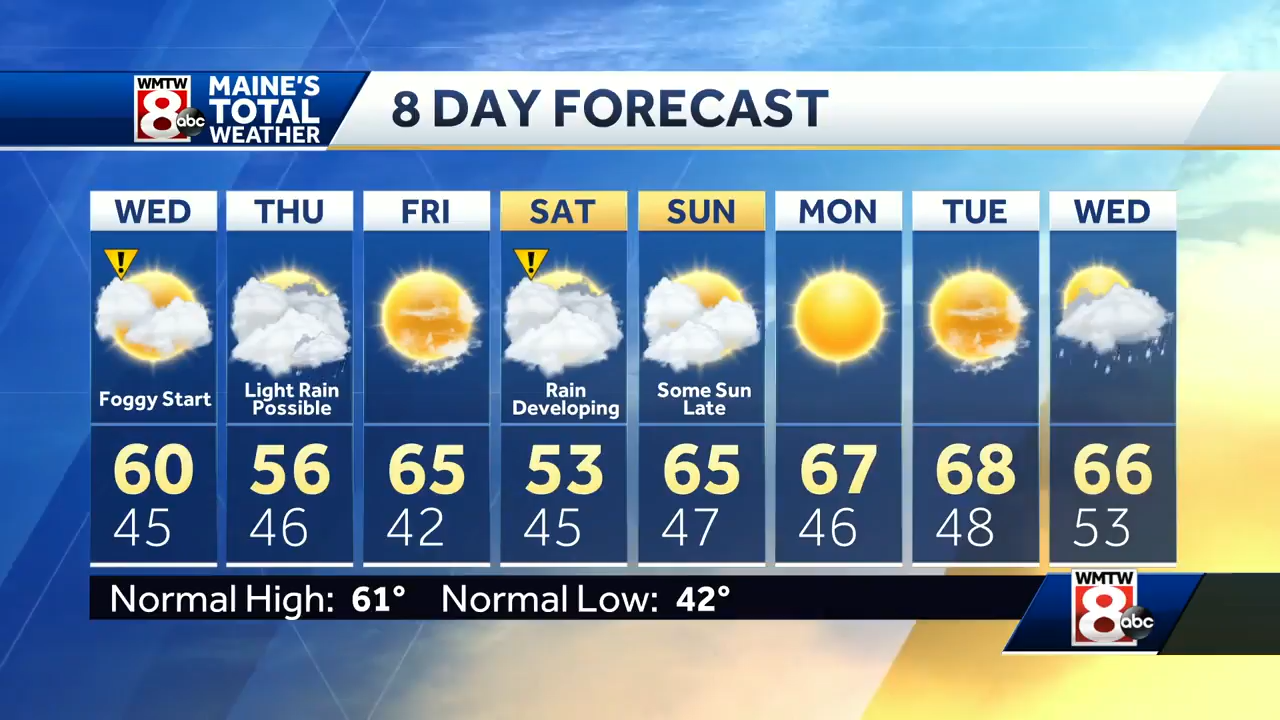 WMTW
8
abc
MAINE'S
TOTAL
WEATHER
8 DAY FORECAST
WED THU FRI SAT SUN MON TUE WED
! !
Foggy Start
Light Rain
Possible
Rain
Developing
Some Sun
Late
60 56 65 53 65 67 68 66
45 46 42 45 47 46 48 53
Normal High: 61° Normal Low: 42°
WMTW
8
abc